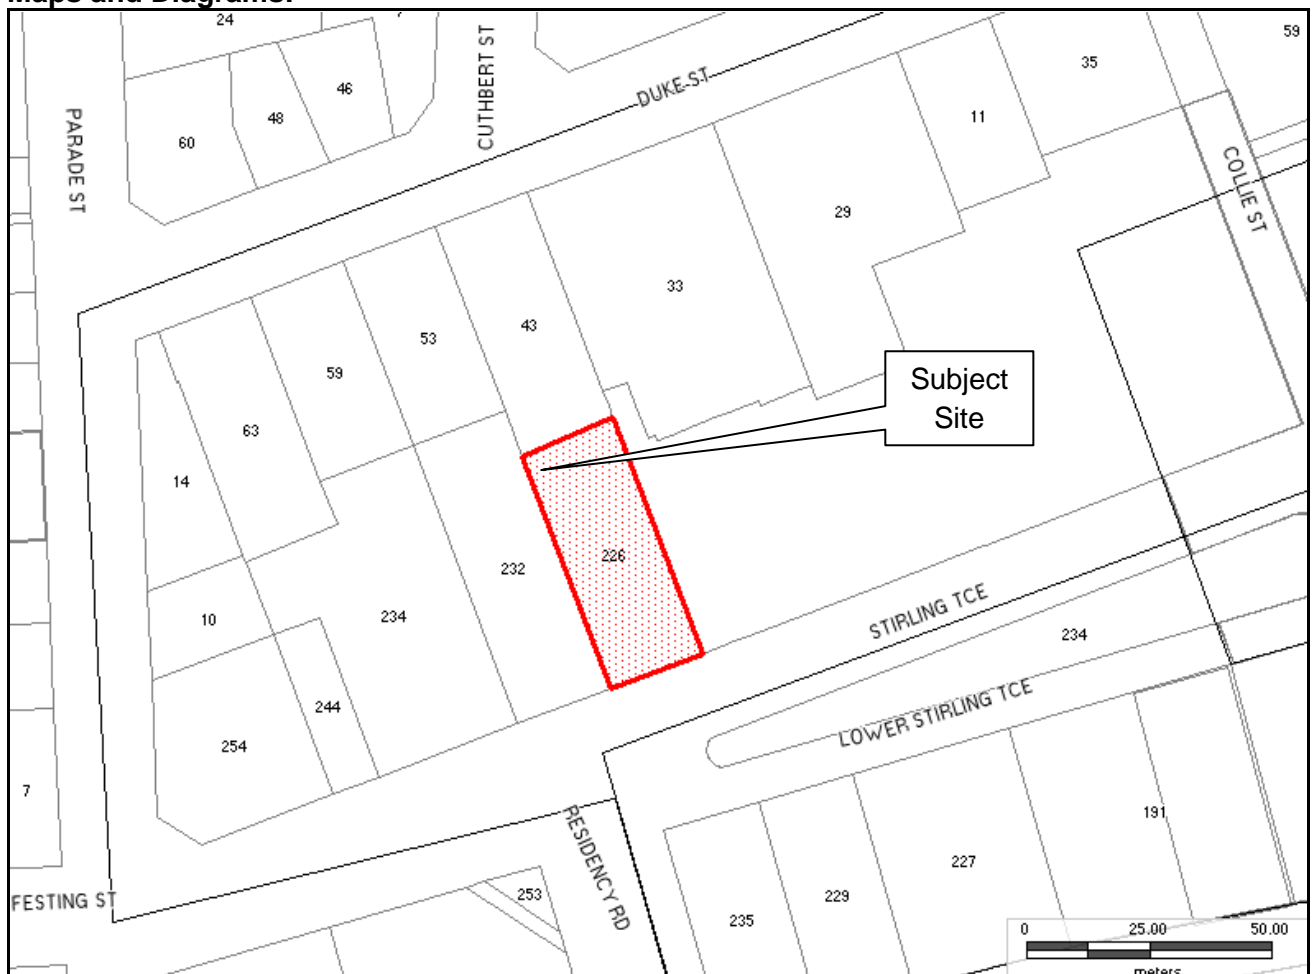 Maps and Diagrams:
24
59
35
46
48
60
CUTHBERT ST
DUKE ST
11
PARADE ST
COLLIE ST
29
33
43
53
59
63
14
Subject
Site
226
232
234
10
STIRLING TCE
234
244
LOWER STIRLING TCE
254
7
RESIDENCY RD
191
227
253
229
235
FESTING ST
0 25.00 50.00
meters